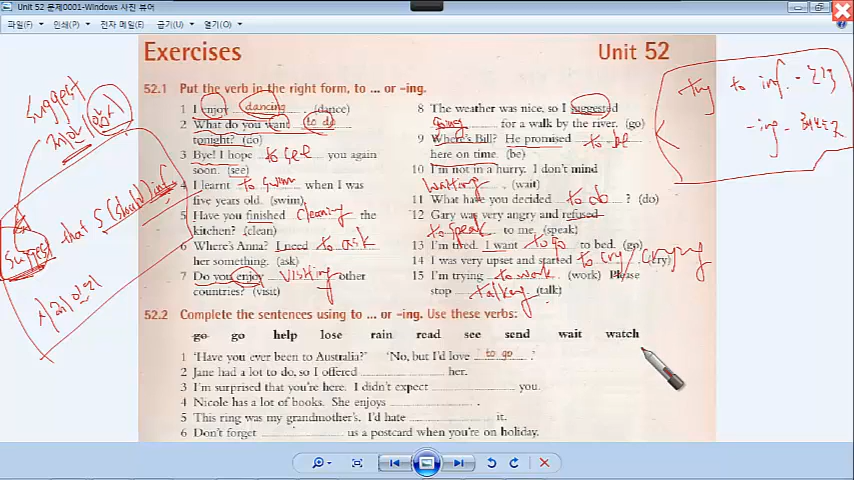 Unit 52 문제0001-Windows 사진 뷰어
파일(F) 인쇄(P) 전자 메일(E) 굽기(U) 열기(O)
Exercises Unit 52
52.1 Put the verb in the right form, to ... or -ing.
1 I enjoy dancing (dance)
2 What do you want to do
tonight? (do)
3 Bye! I hope to see you again
soon. (see)
4 I learnt to swim when I was
five years old. (swim)
5 Have you finished cleaning the
kitchen? (clean)
6 Where's Anna? I need to ask
her something. (ask)
7 Do you enjoy visiting other
countries? (visit)
8 The weather was nice, so I suggested
going for a walk by the river. (go)
9 Where's Bill? He promised to be
here on time. (be)
10 I'm not in a hurry. I don't mind
waiting. (wait)
11 What have you decided to do ? (do)
12 Gary was very angry and refused
to speak to me. (speak)
13 I'm tired. I want to go to bed. (go)
14 I was very upset and started to cry/crying (cry)
15 I'm trying to work (work) Please
stop talking. (talk)
suggest
suggest that S (should) inf
try to inf. -
-ing -
52.2 Complete the sentences using to ... or -ing. Use these verbs:
go go help lose rain read see send wait watch
1 'Have you ever been to Australia?' 'No, but I'd love to go .'
2 Jane had a lot to do, so I offered her.
3 I'm surprised that you're here. I didn't expect you.
4 Nicole has a lot of books. She enjoys .
5 This ring was my grandmother's. I'd hate it.
6 Don't forget us a postcard when you're on holiday.